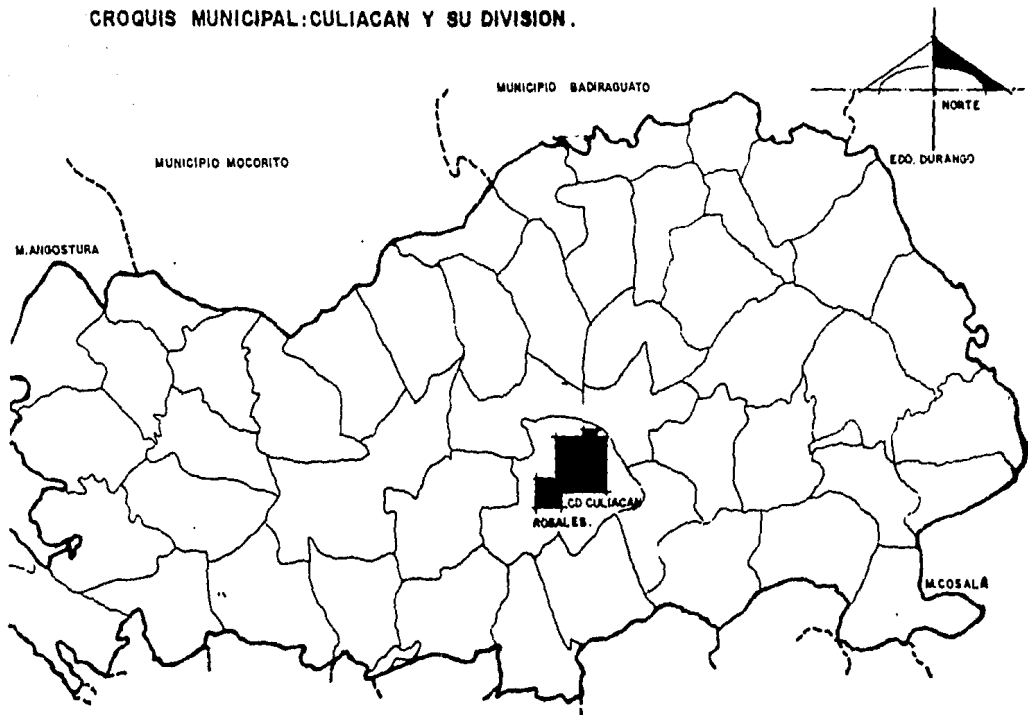 CROQUIS MUNICIPAL:CULIACAN Y SU DIVISION.
MUNICIPIO BADIRAGUATO
NORTE
MUNICIPIO MOCORITO
EDO. DURANGO
M.ANGOSTURA
CD CULIACAN
ROSALES.
M.COSALÁ